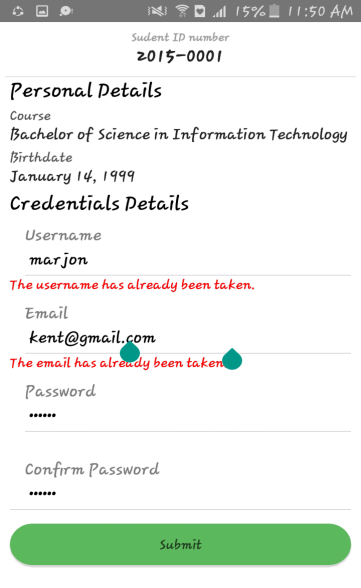 15% 11:50 AM
Sudent ID number
2015-0001
Personal Details
Course
Bachelor of Science in Information Technology
Birthdate
January 14, 1999
Credentials Details
Username
marjon
The username has already been taken.
Email
kent@gmail.com
The email has already been taken
Password
••••••
Confirm Password
••••••
Submit